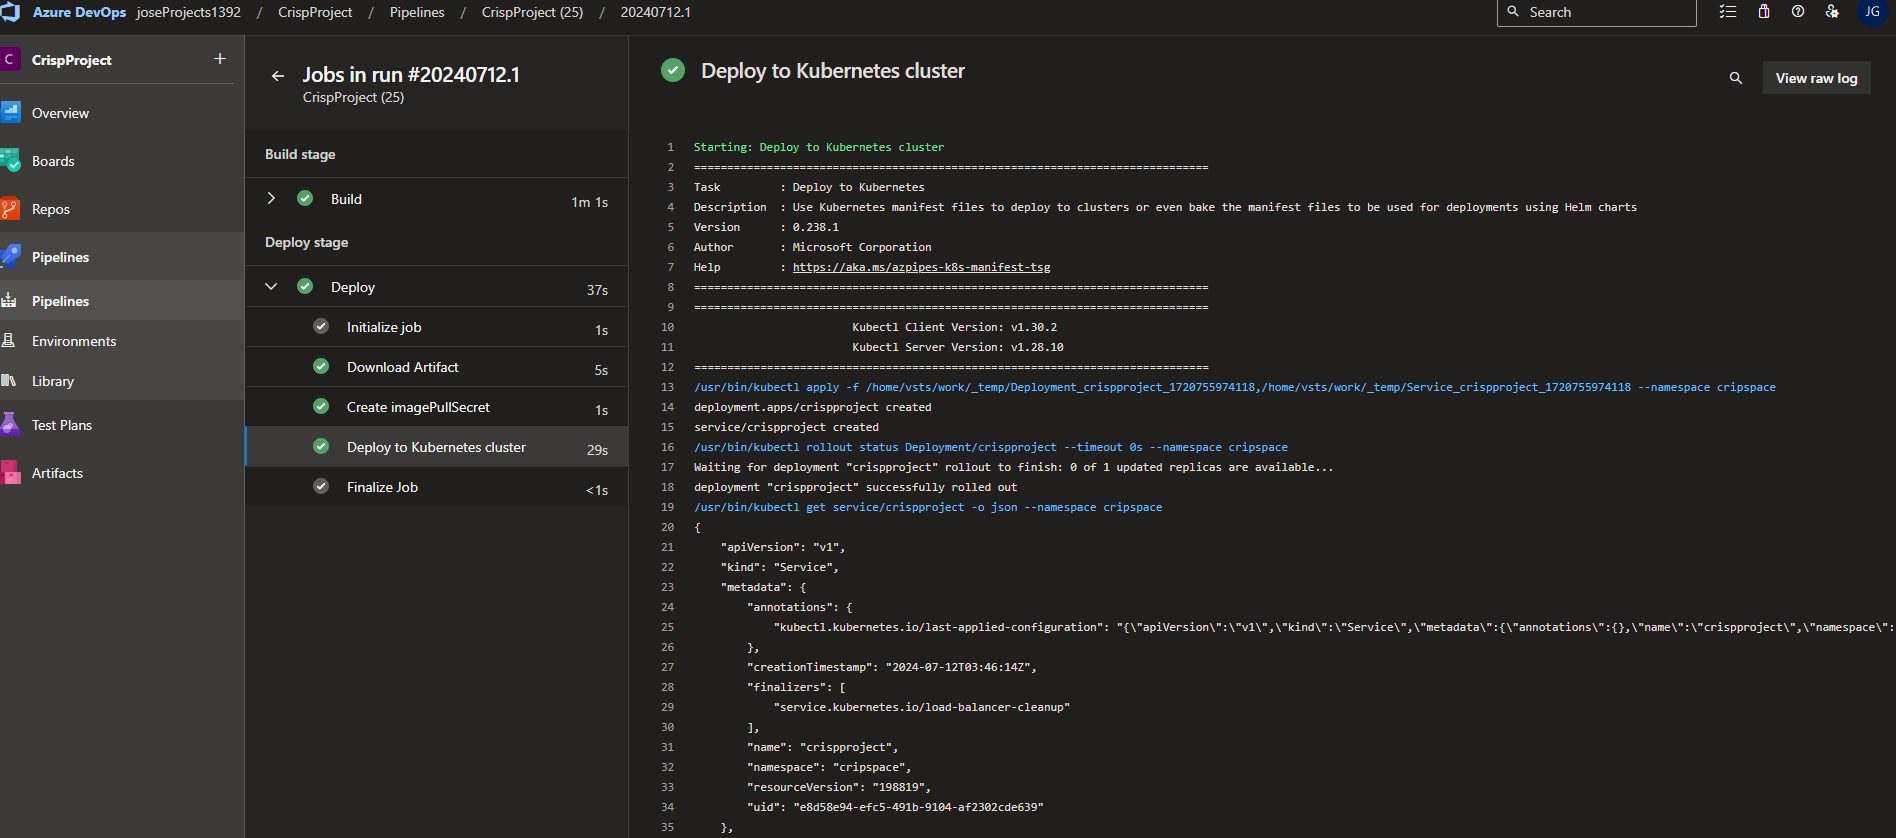 Azure DevOps joseProjects1392 / CrispProject / Pipelines / CrispProject (25) / 20240712.1
Search
JG
C CrispProject +
Overview
Boards
Repos
Pipelines
Pipelines
Environments
Library
Test Plans
Artifacts
Jobs in run #20240712.1
CrispProject (25)
Build stage
Build 1m 1s
Deploy stage
Deploy 37s
Initialize job 1s
Download Artifact 5s
Create imagePullSecret 1s
Deploy to Kubernetes cluster 29s
Finalize Job <1s
Deploy to Kubernetes cluster
View raw log
1 Starting: Deploy to Kubernetes cluster
2 ==============================================================================
3 Task : Deploy to Kubernetes
4 Description : Use Kubernetes manifest files to deploy to clusters or even bake the manifest files to be used for deployments using Helm charts
5 Version : 0.238.1
6 Author : Microsoft Corporation
7 Help : https://aka.ms/azpipes-k8s-manifest-tsg
8 ==============================================================================
9 ==============================================================================
10 Kubectl Client Version: v1.30.2
11 Kubectl Server Version: v1.28.10
12 ==============================================================================
13 /usr/bin/kubectl apply -f /home/vsts/work/_temp/Deployment_crispproject_1720755974118,/home/vsts/work/_temp/Service_crispproject_1720755974118 --namespace cripspace
14 deployment.apps/crispproject created
15 service/crispproject created
16 /usr/bin/kubectl rollout status Deployment/crispproject --timeout 0s --namespace cripspace
17 Waiting for deployment "crispproject" rollout to finish: 0 of 1 updated replicas are available...
18 deployment "crispproject" successfully rolled out
19 /usr/bin/kubectl get service/crispproject -o json --namespace cripspace
20 {
21 "apiVersion": "v1",
22 "kind": "Service",
23 "metadata": {
24 "annotations": {
25 "kubectl.kubernetes.io/last-applied-configuration": "{\"apiVersion\":\"v1\",\"kind\":\"Service\",\"metadata\":{\"annotations\":{},\"name\":\"crispproject\",\"namespace\":
26 },
27 "creationTimestamp": "2024-07-12T03:46:14Z",
28 "finalizers": [
29 "service.kubernetes.io/load-balancer-cleanup"
30 ],
31 "name": "crispproject",
32 "namespace": "cripspace",
33 "resourceVersion": "198819",
34 "uid": "e8d58e94-efc5-491b-9104-af2302cde639"
35 },